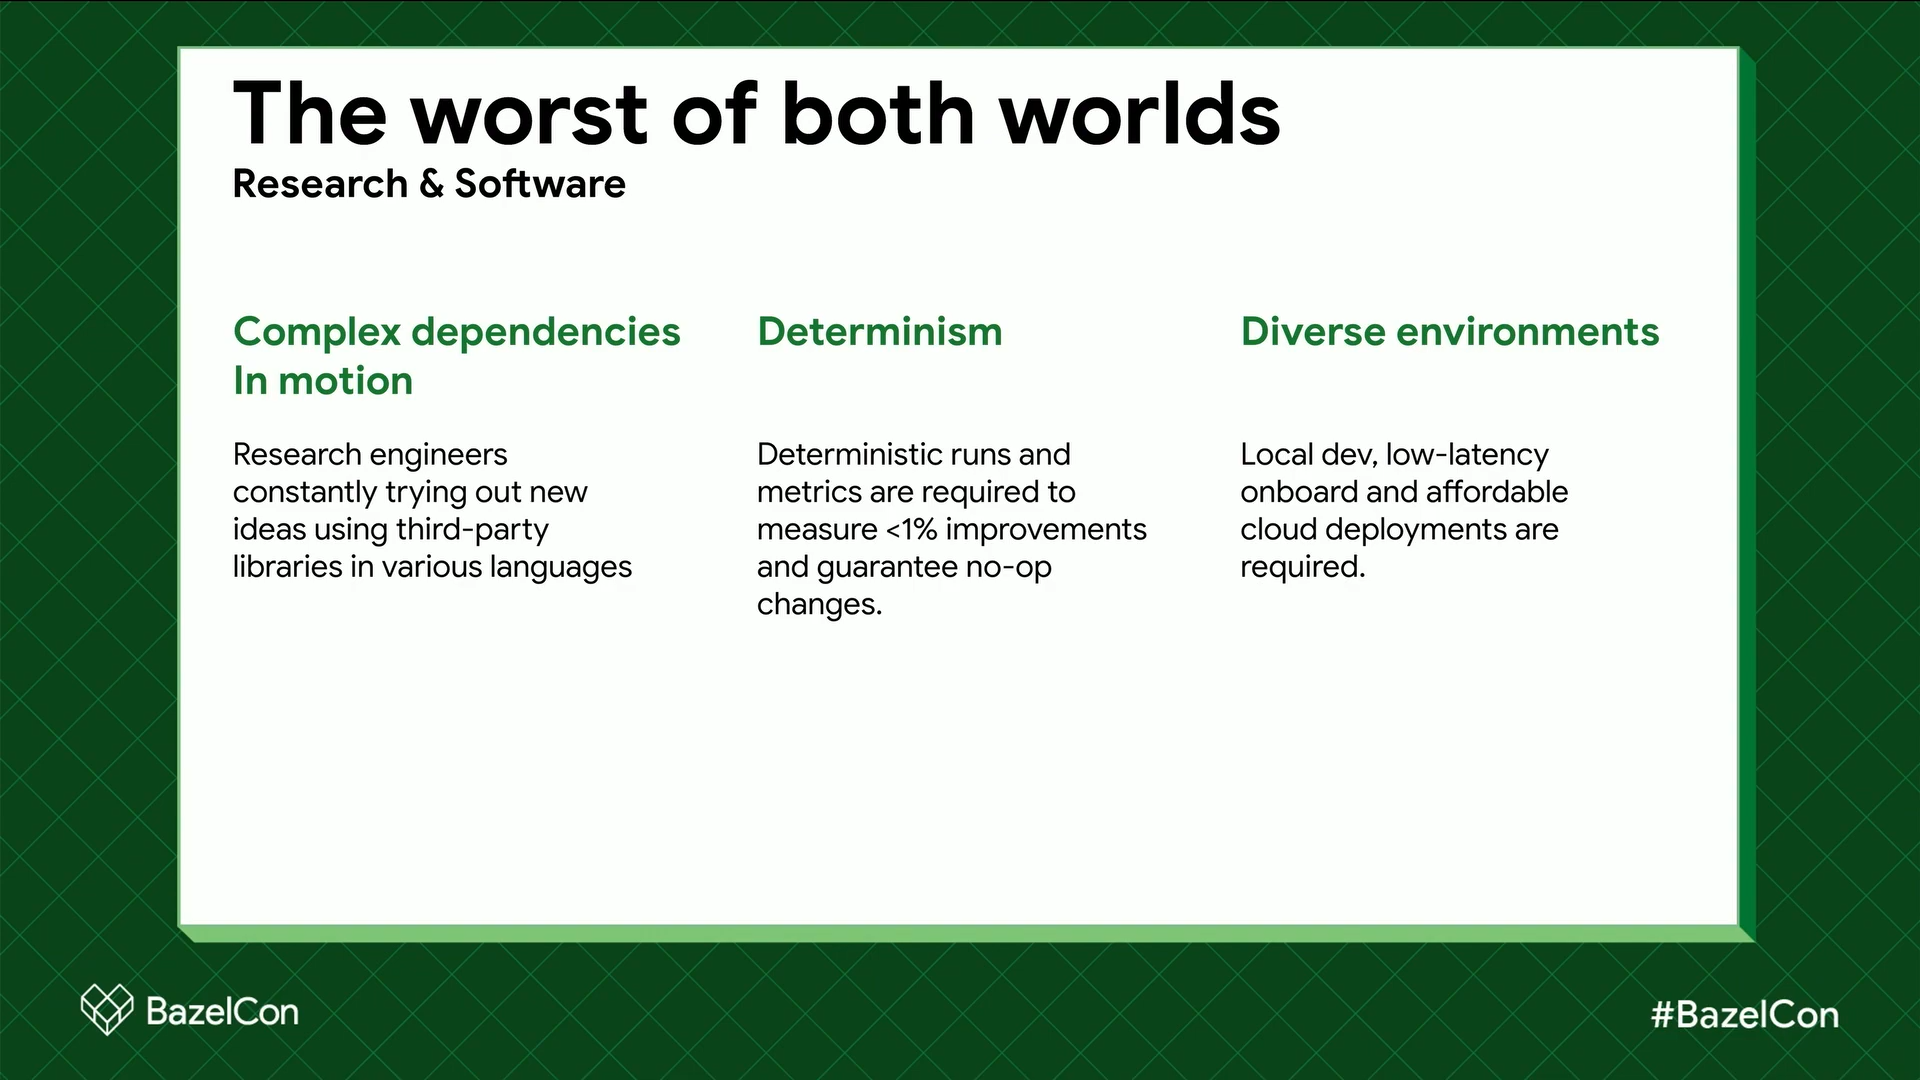 The worst of both worlds
Research & Software
Complex dependencies
In motion
Research engineers
constantly trying out new
ideas using third-party
libraries in various languages
Determinism
Deterministic runs and
metrics are required to
measure <1% improvements
and guarantee no-op
changes.
Diverse environments
Local dev, low-latency
onboard and affordable
cloud deployments are
required.
BazelCon
#BazelCon